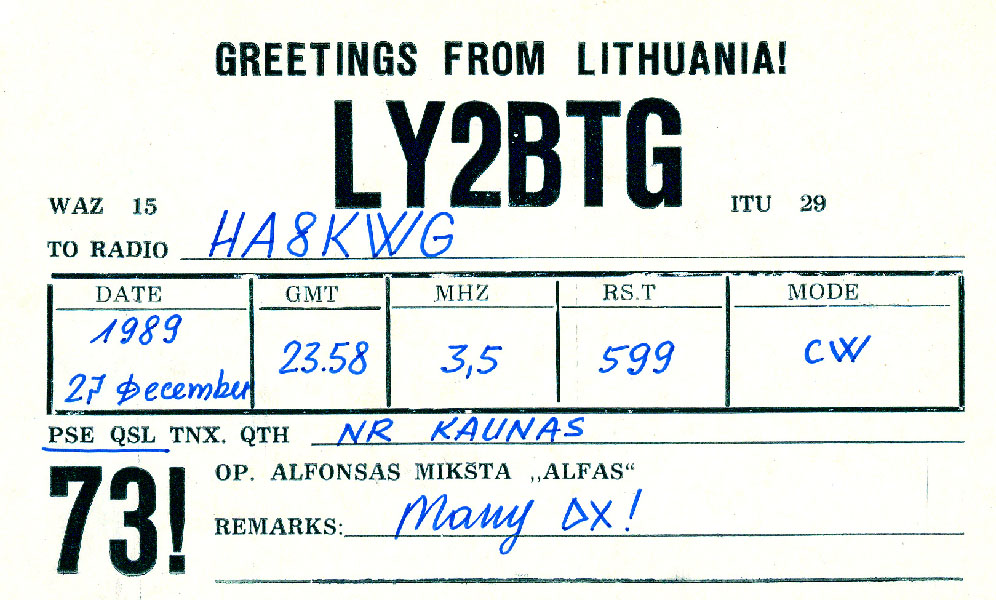 GREETINGS FROM LITHUANIA!
LY2BTG
WAZ 15 ITU 29
TO RADIO HA8KWG
DATE GMT MHZ RS.T MODE
1989
27 December 23.58 3,5 599 CW
PSE QSL TNX. QTH NR KAUNAS
73!
OP. ALFONSAS MIKSTA „ALFAS“
REMARKS: Many DX!